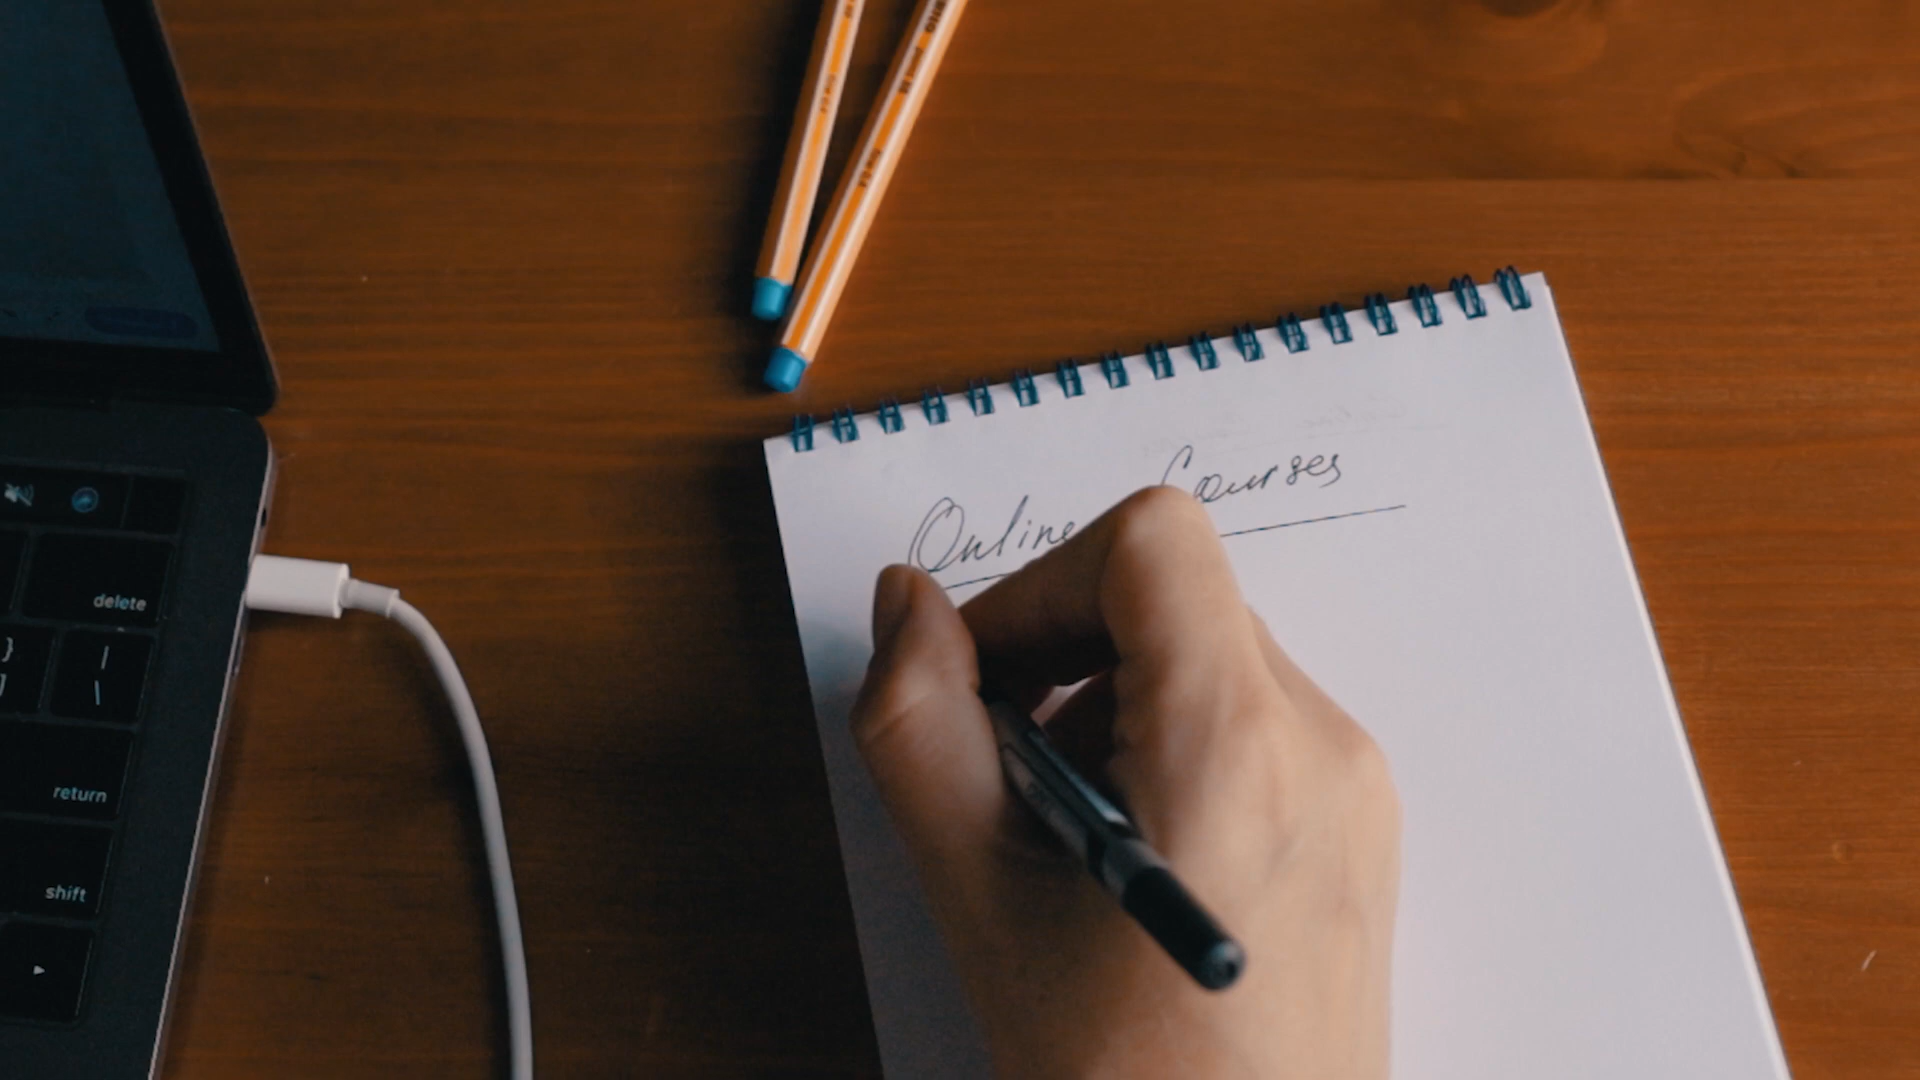 Online Courses
delete
}
]
|
\
return
shift